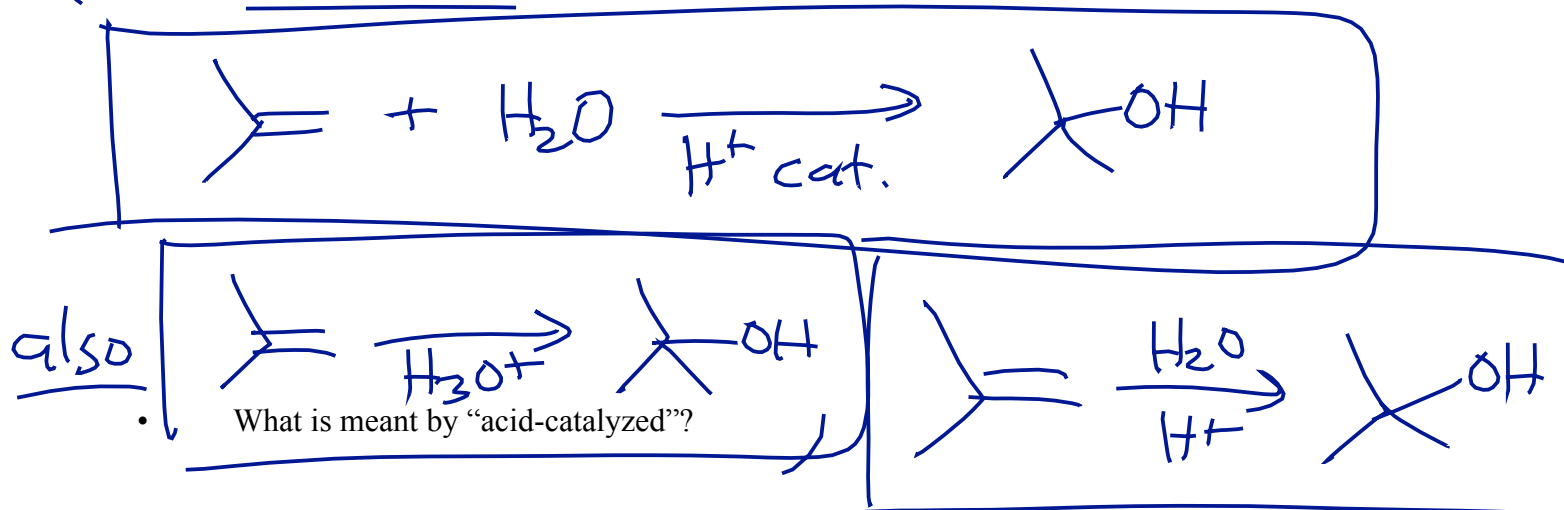 + H₂O H⁺ cat. OH
also H₃O⁺ OH H₂O H⁺ OH
• What is meant by “acid-catalyzed”?